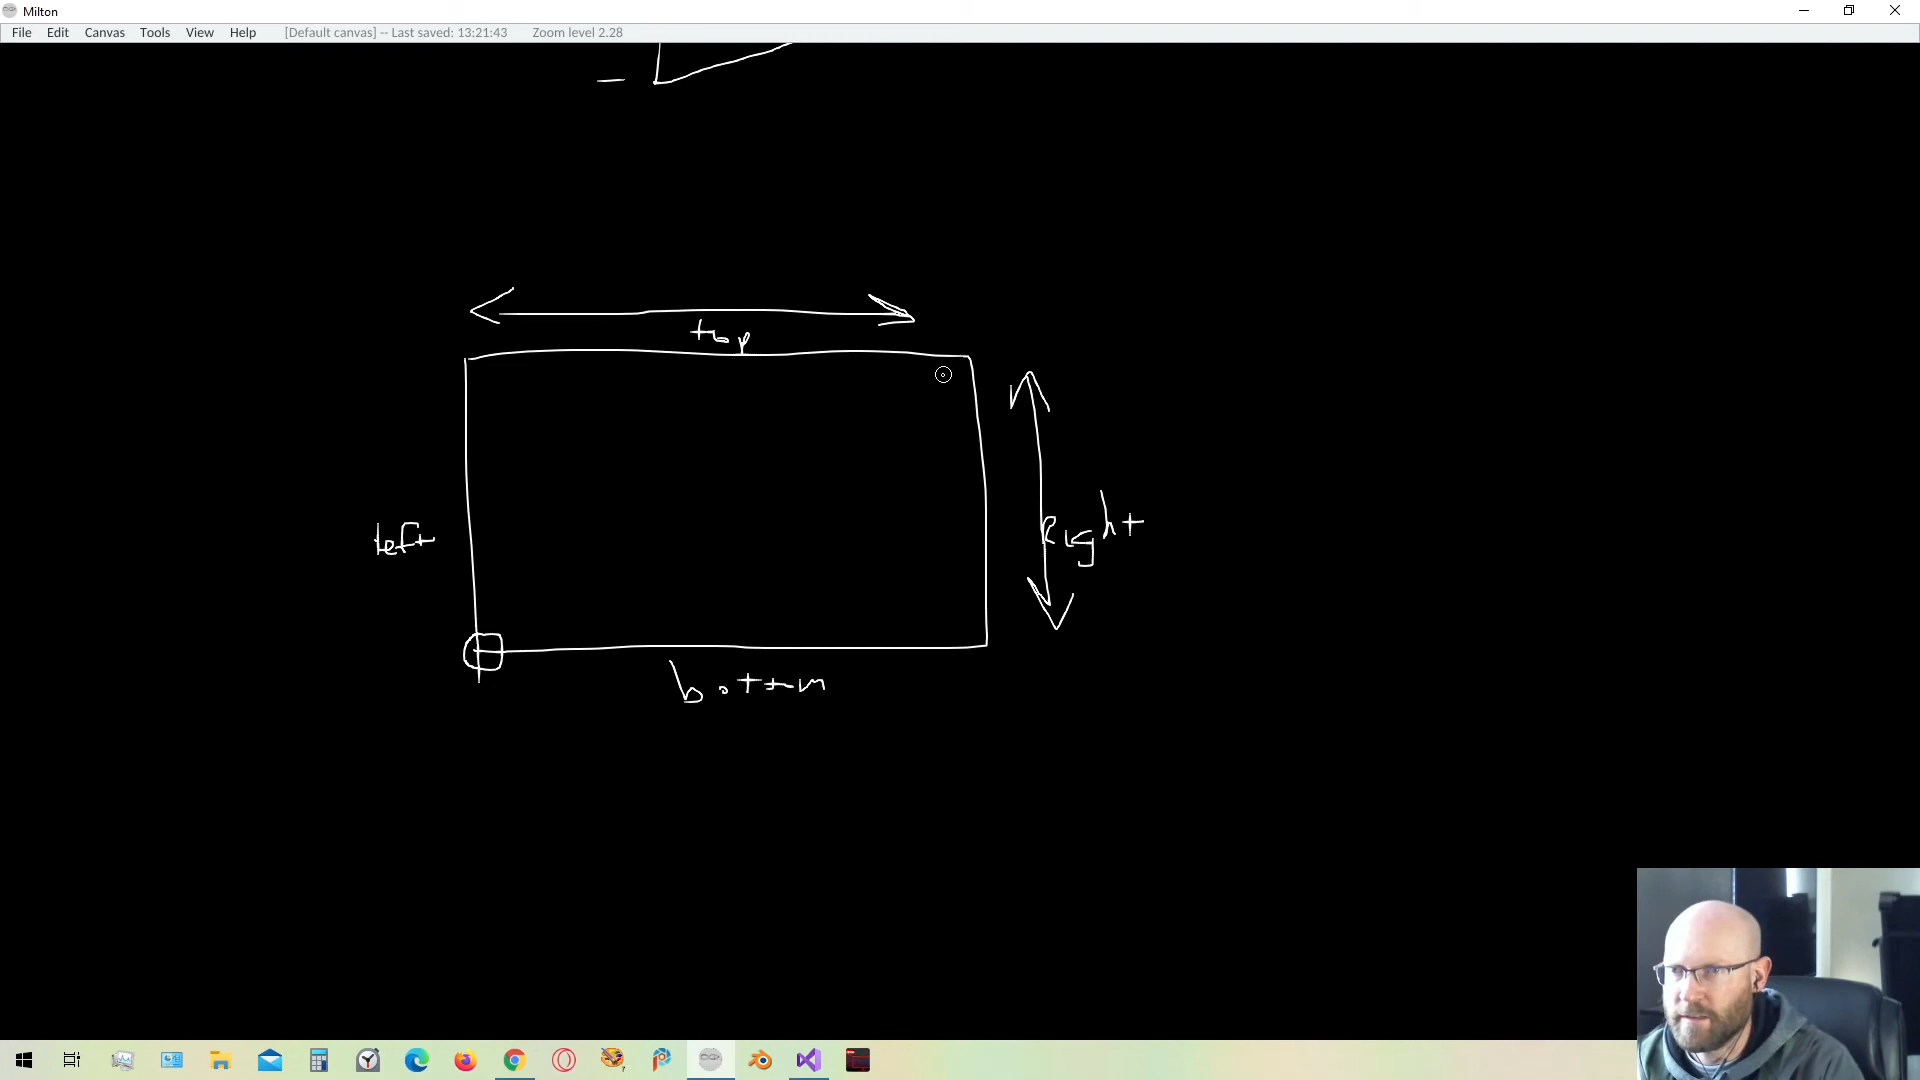 Milton
File Edit Canvas Tools View Help [Default canvas] -- Last saved: 13:21:43 Zoom level 2.28
top
left
Right
bottom